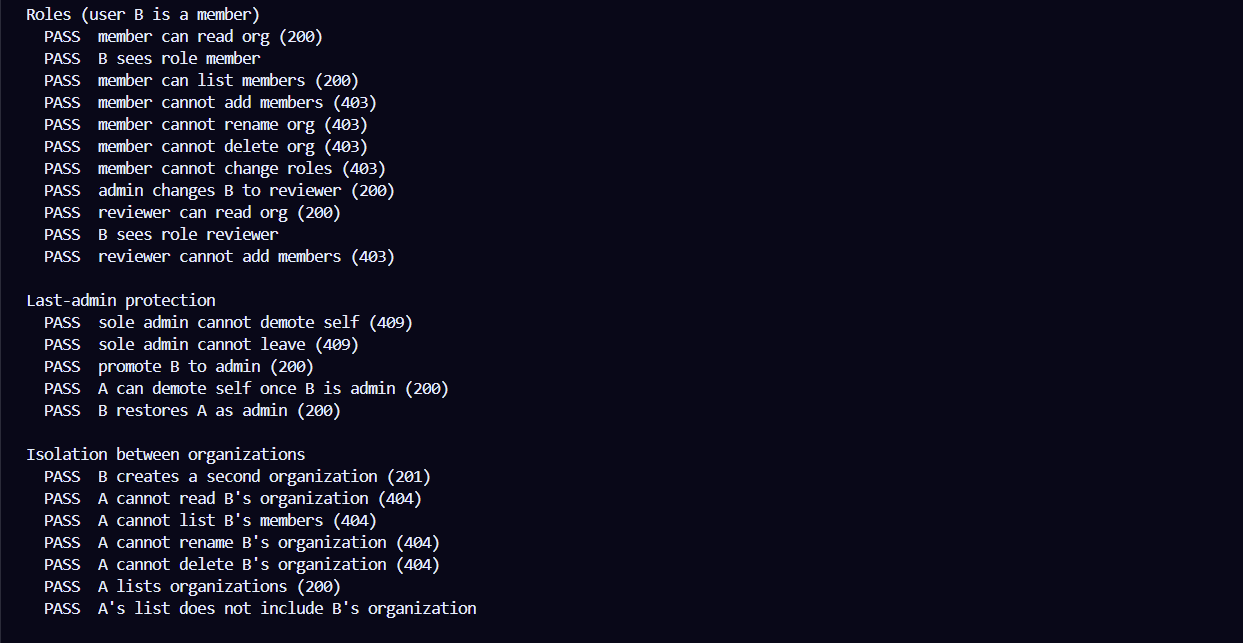 Roles (user B is a member)
PASS  member can read org (200)
PASS  B sees role member
PASS  member can list members (200)
PASS  member cannot add members (403)
PASS  member cannot rename org (403)
PASS  member cannot delete org (403)
PASS  member cannot change roles (403)
PASS  admin changes B to reviewer (200)
PASS  reviewer can read org (200)
PASS  B sees role reviewer
PASS  reviewer cannot add members (403)
Last-admin protection
PASS  sole admin cannot demote self (409)
PASS  sole admin cannot leave (409)
PASS  promote B to admin (200)
PASS  A can demote self once B is admin (200)
PASS  B restores A as admin (200)
Isolation between organizations
PASS  B creates a second organization (201)
PASS  A cannot read B's organization (404)
PASS  A cannot list B's members (404)
PASS  A cannot rename B's organization (404)
PASS  A cannot delete B's organization (404)
PASS  A lists organizations (200)
PASS  A's list does not include B's organization